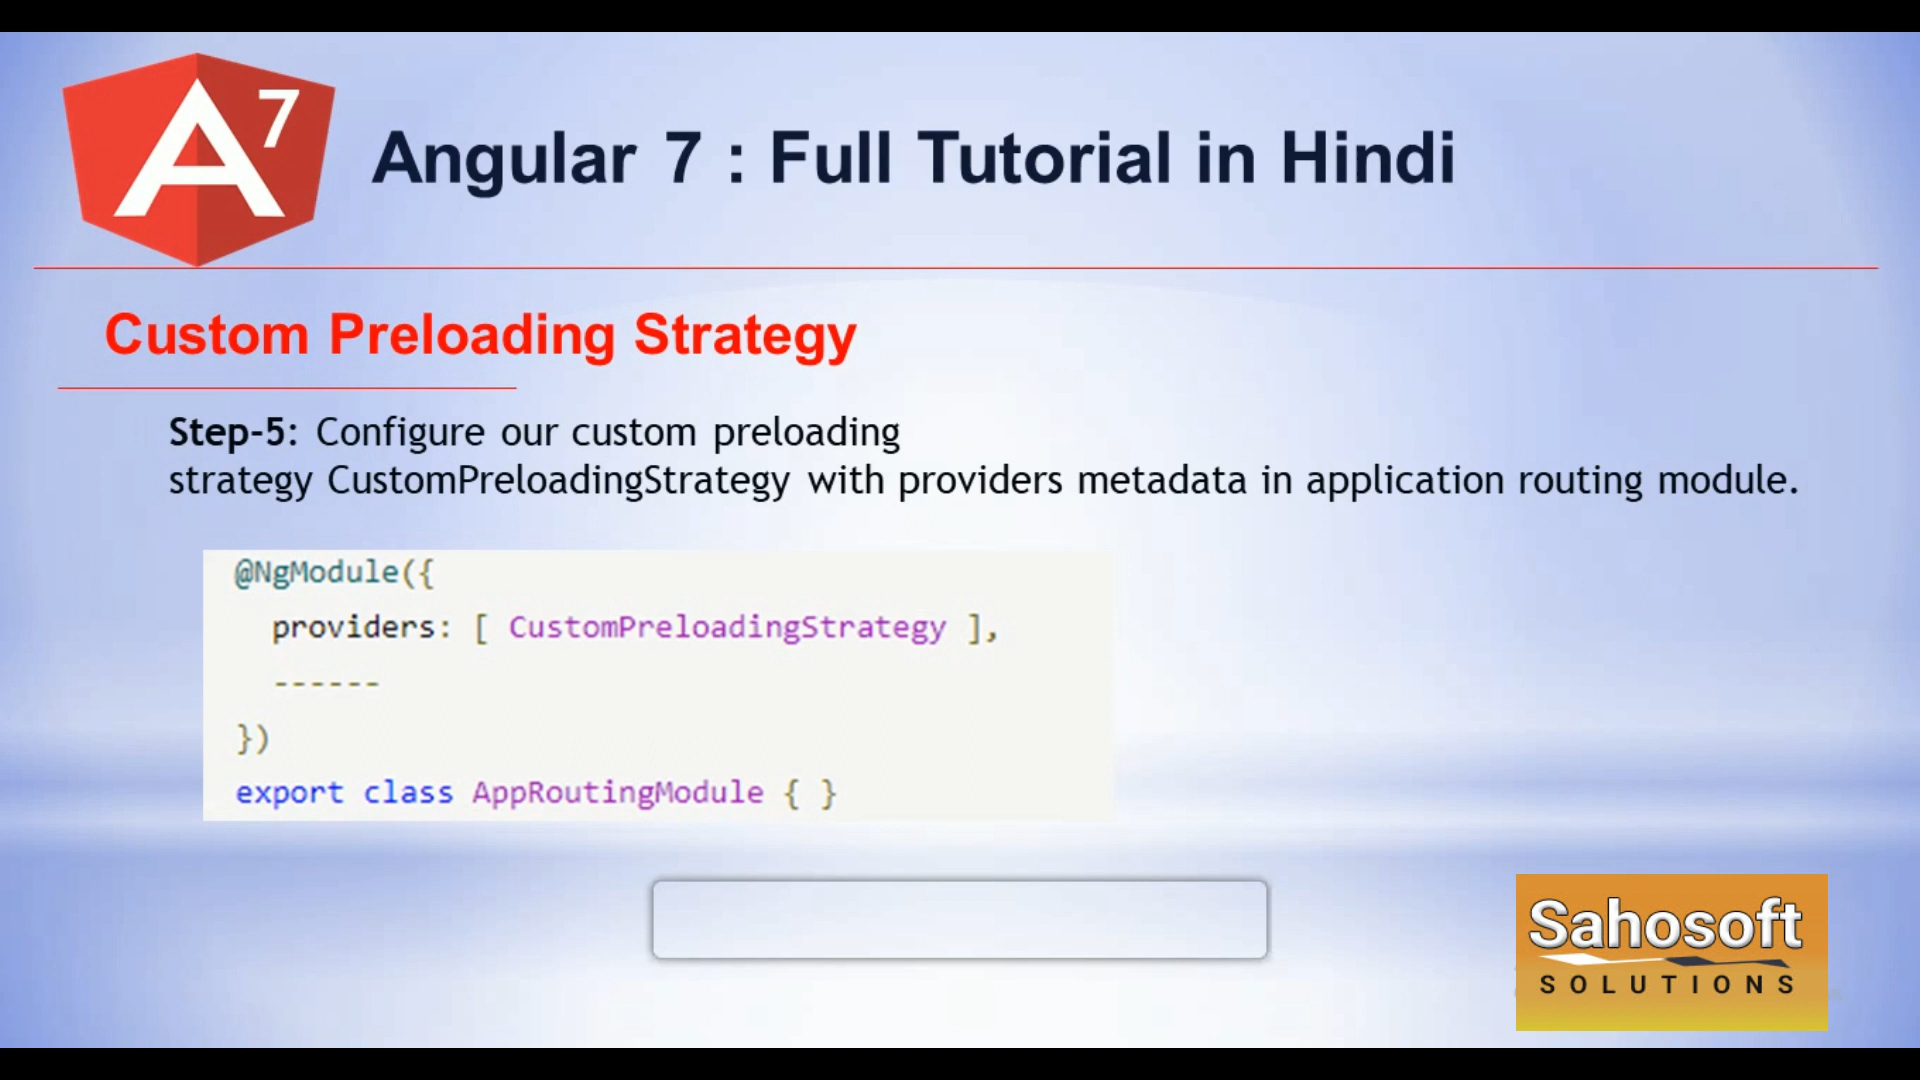 A7
Angular 7 : Full Tutorial in Hindi
Custom Preloading Strategy
Step-5: Configure our custom preloading
strategy CustomPreloadingStrategy with providers metadata in application routing module.
@NgModule({
providers: [ CustomPreloadingStrategy ],
------
})
export class AppRoutingModule { }
Sahosoft
SOLUTIONS